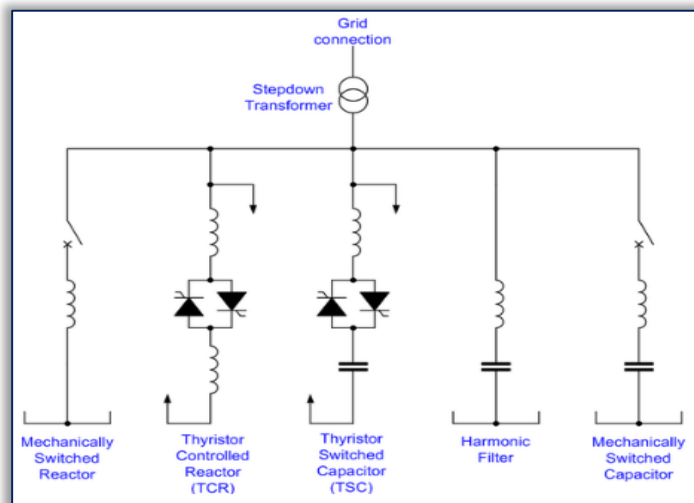 Grid
connection
Stepdown
Transformer
Mechanically
Switched
Reactor
Thyristor
Controlled
Reactor
(TCR)
Thyristor
Switched
Capacitor
(TSC)
Harmonic
Filter
Mechanically
Switched
Capacitor